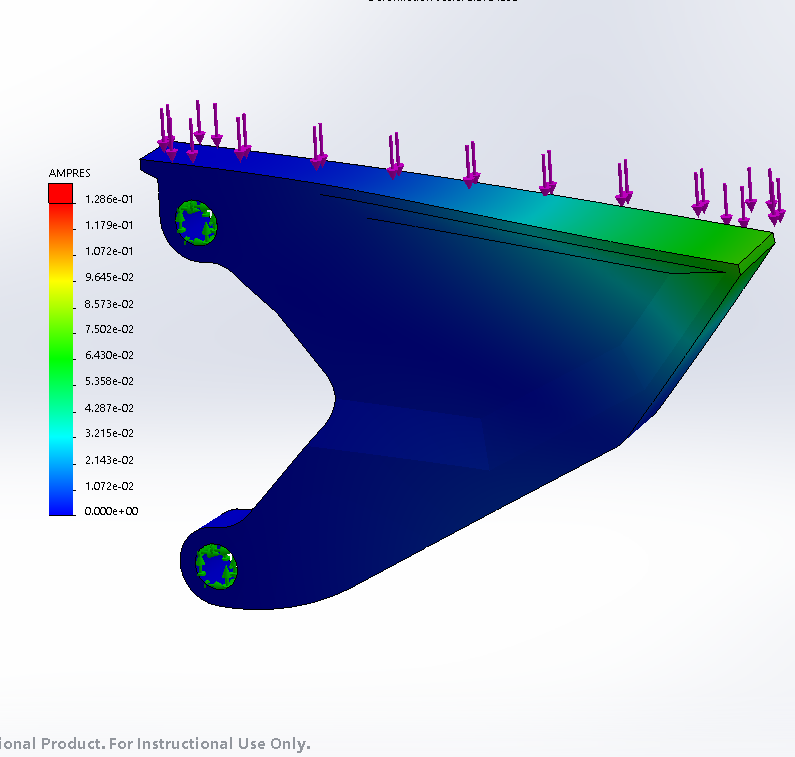 AMPRES
1.286e-01
1.179e-01
1.072e-01
9.645e-02
8.573e-02
7.502e-02
6.430e-02
5.358e-02
4.287e-02
3.215e-02
2.143e-02
1.072e-02
0.000e+00
ional Product. For Instructional Use Only.